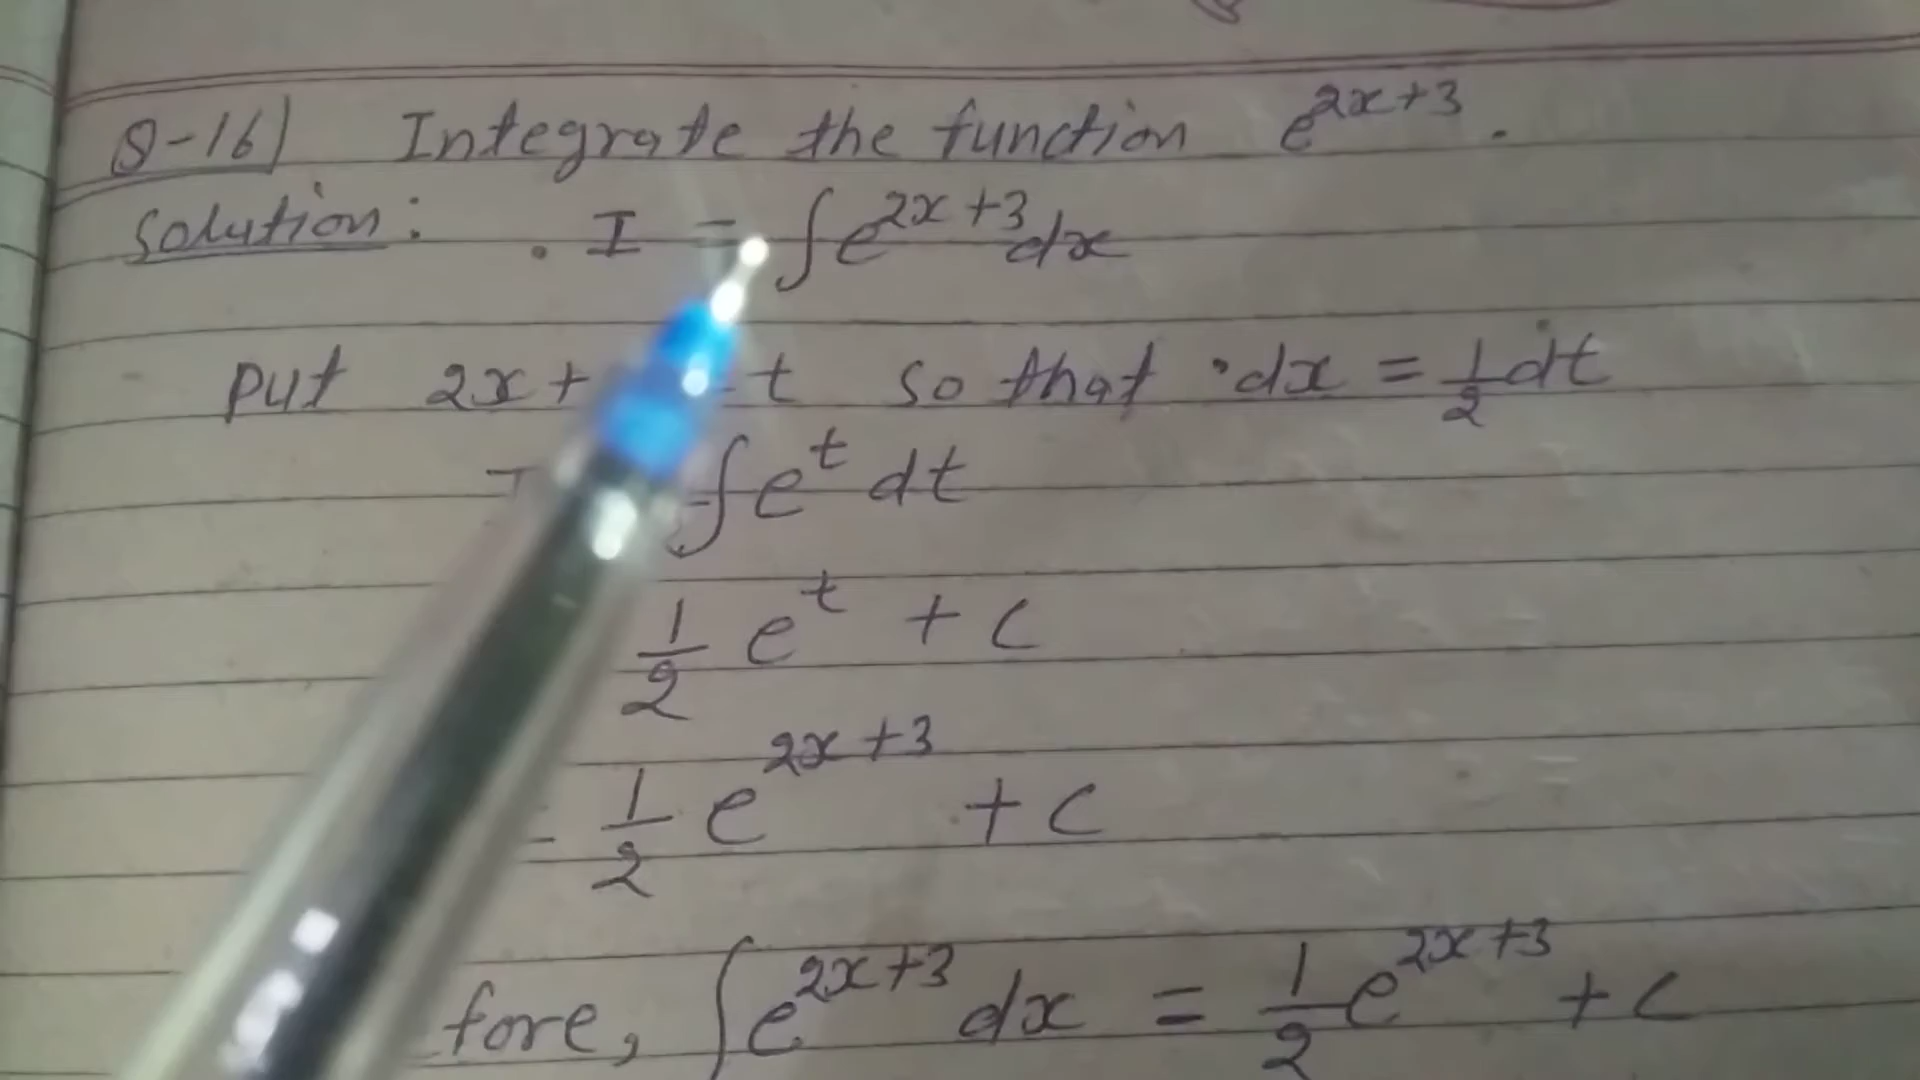 Q-16) Integrate the function e^{2x+3}.
Solution: I = ∫e^{2x+3}dx
Put 2x+ t so that dx = 1/2 dt
∫e^t dt
1/2 e^t + C
= 1/2 e^{2x+3} + C
fore, ∫e^{2x+3} dx = 1/2 e^{2x+3} + C